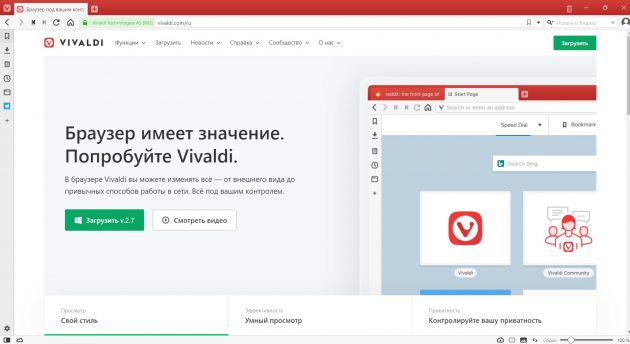 Браузер под вашим конт
Vivaldi Technologies AS [NO]
vivaldi.com/ru
Искать в Яндекс
VIVALDI
Функции
Загрузить
Новости
Справка
Сообщество
О нас
Загрузить
Браузер имеет значение.
Попробуйте Vivaldi.
В браузере Vivaldi вы можете изменять всё — от внешнего вида до
привычных способов работы в сети. Всё под вашим контролем.
Загрузить v.2.7
Смотреть видео
reddit: the front page of
Start Page
Search or enter an address
Speed Dial
Bookmark
Search Bing
Vivaldi
Vivaldi Community
Просмотр
Свой стиль
Эффективность
Умный просмотр
Приватность
Контролируйте вашу приватность
Сброс
100 %